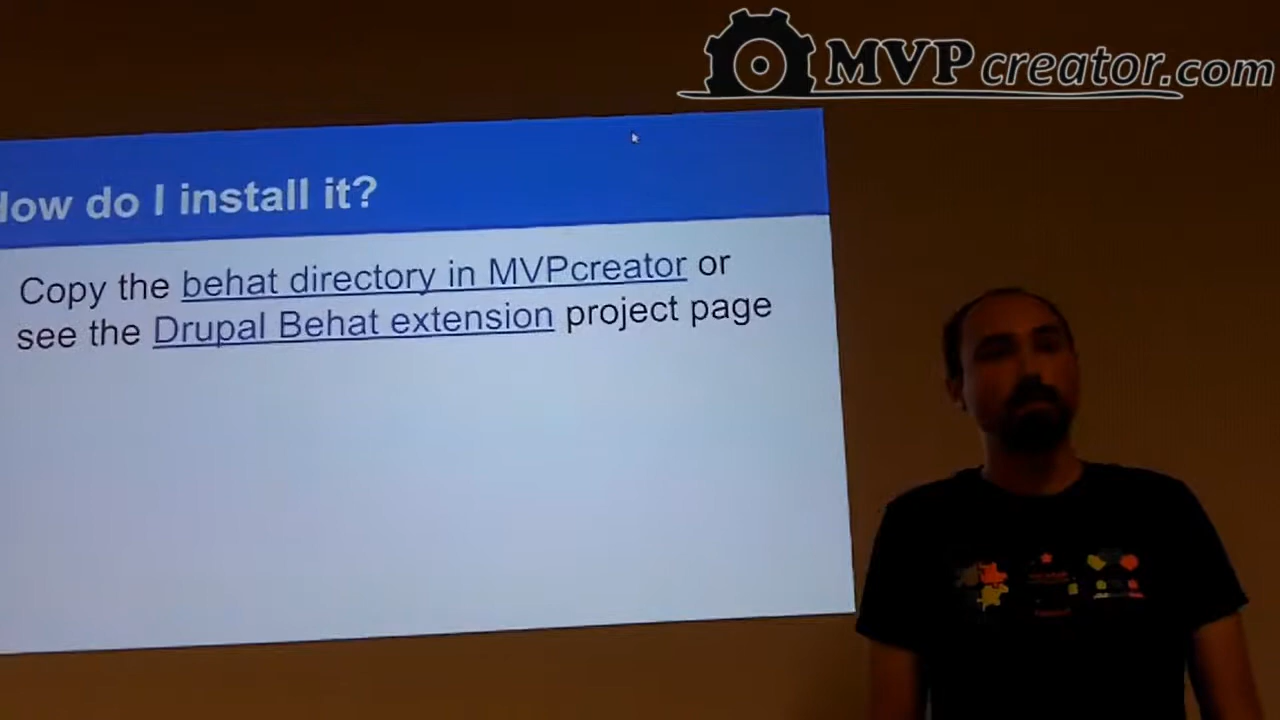 MVPcreator.com
How do I install it?
Copy the behat directory in MVPcreator or
see the Drupal Behat extension project page